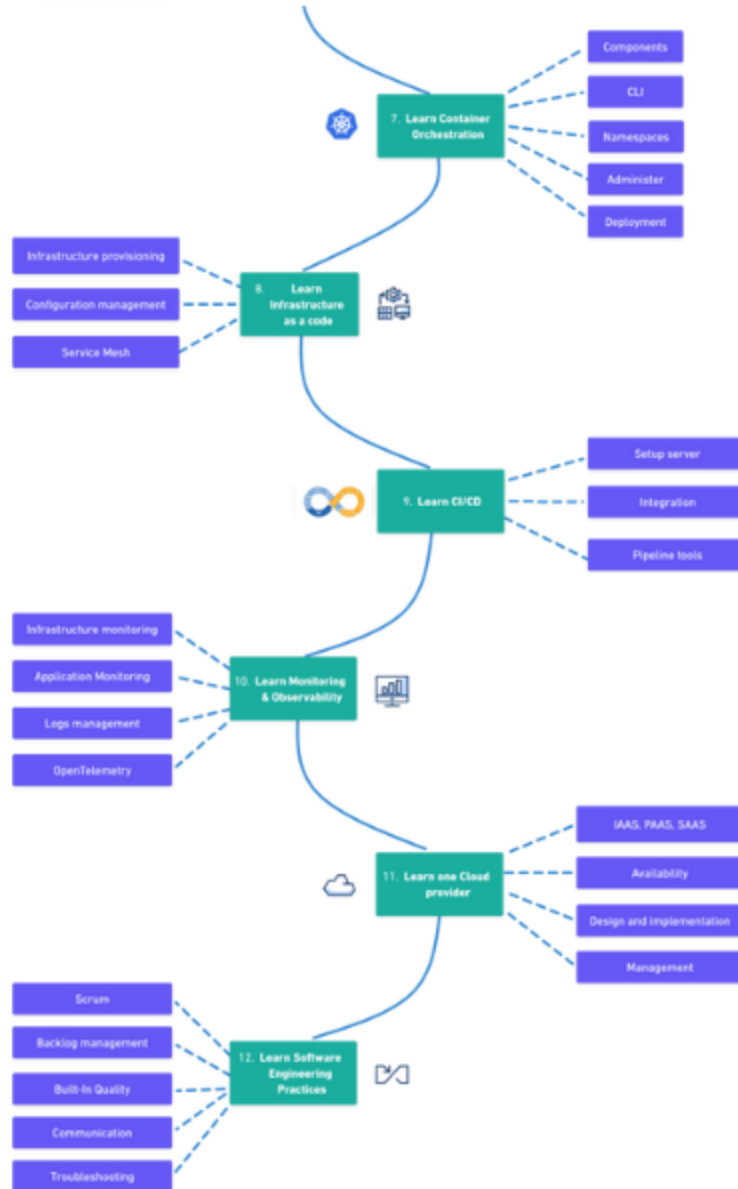 Components
CLI
7. Learn Container
Orchestration
Namespaces
Administer
Deployment
Infrastructure provisioning
8. Learn
Infrastructure
as a code
Configuration management
Service Mesh
Setup server
9. Learn CI/CD
Integration
Pipeline tools
Infrastructure monitoring
Application Monitoring
10. Learn Monitoring
& Observability
Logs management
OpenTelemetry
IAAS, PAAS, SAAS
11. Learn one Cloud
provider
Availability
Design and implementation
Management
Scrum
Backlog management
12. Learn Software
Engineering
Practices
Built-In Quality
Communication
Troubleshooting